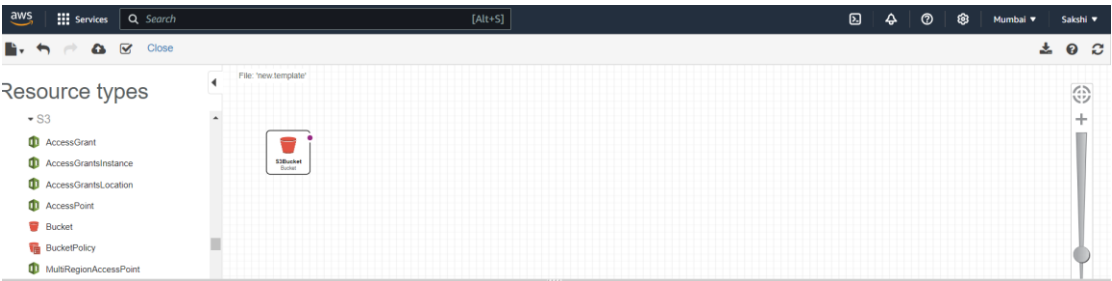 aws Services Search [Alt+S] Mumbai Sakshi
Close
File: 'new.template'
Resource types
S3
AccessGrant
AccessGrantsInstance
AccessGrantsLocation
AccessPoint
Bucket
BucketPolicy
MultiRegionAccessPoint
S3Bucket
Bucket